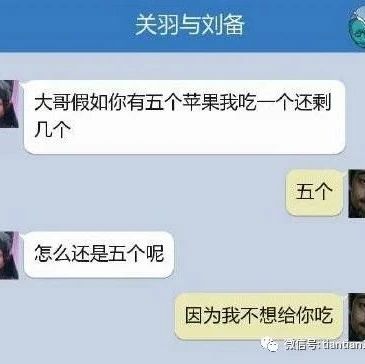 关羽与刘备
大哥假如你有五个苹果我吃一个还剩
几个
五个
怎么还是五个呢
因为我不想给你吃
微信号: tiantian